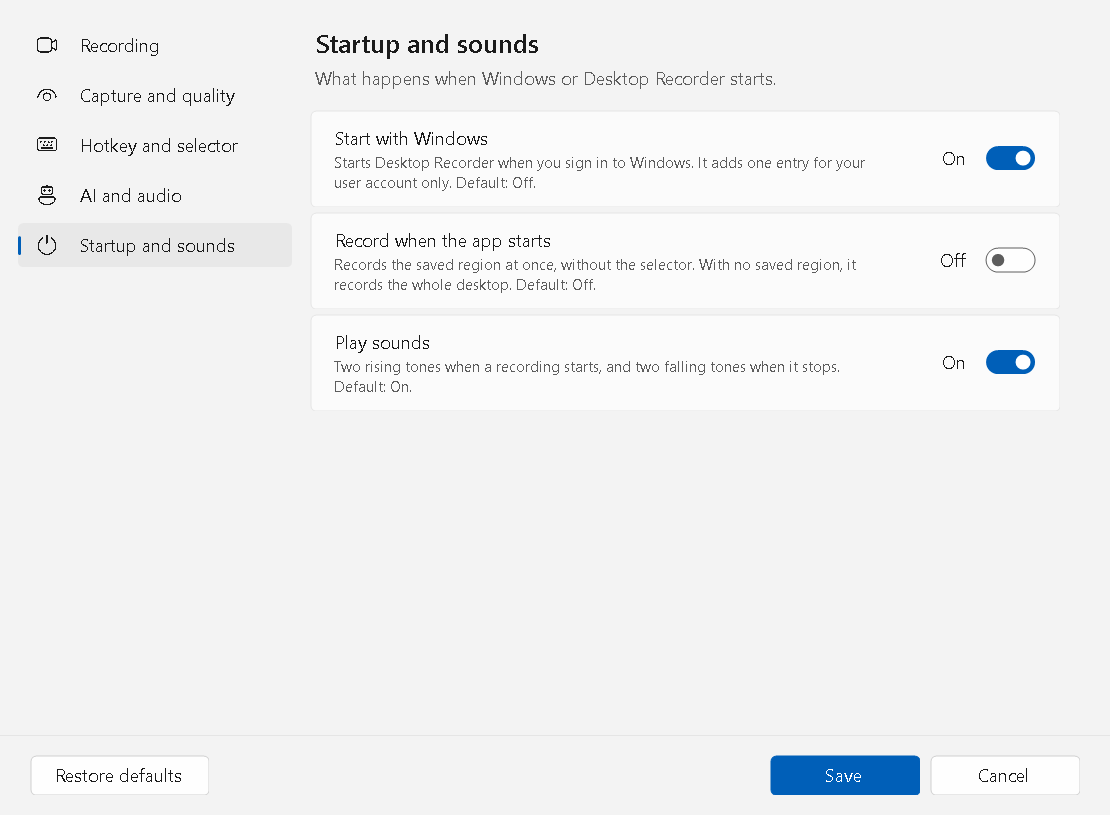 Recording
Capture and quality
Hotkey and selector
AI and audio
Startup and sounds
Startup and sounds
What happens when Windows or Desktop Recorder starts.
Start with Windows
Starts Desktop Recorder when you sign in to Windows. It adds one entry for your
user account only. Default: Off.
On
Record when the app starts
Records the saved region at once, without the selector. With no saved region, it
records the whole desktop. Default: Off.
Off
Play sounds
Two rising tones when a recording starts, and two falling tones when it stops.
Default: On.
On
Restore defaults
Save
Cancel